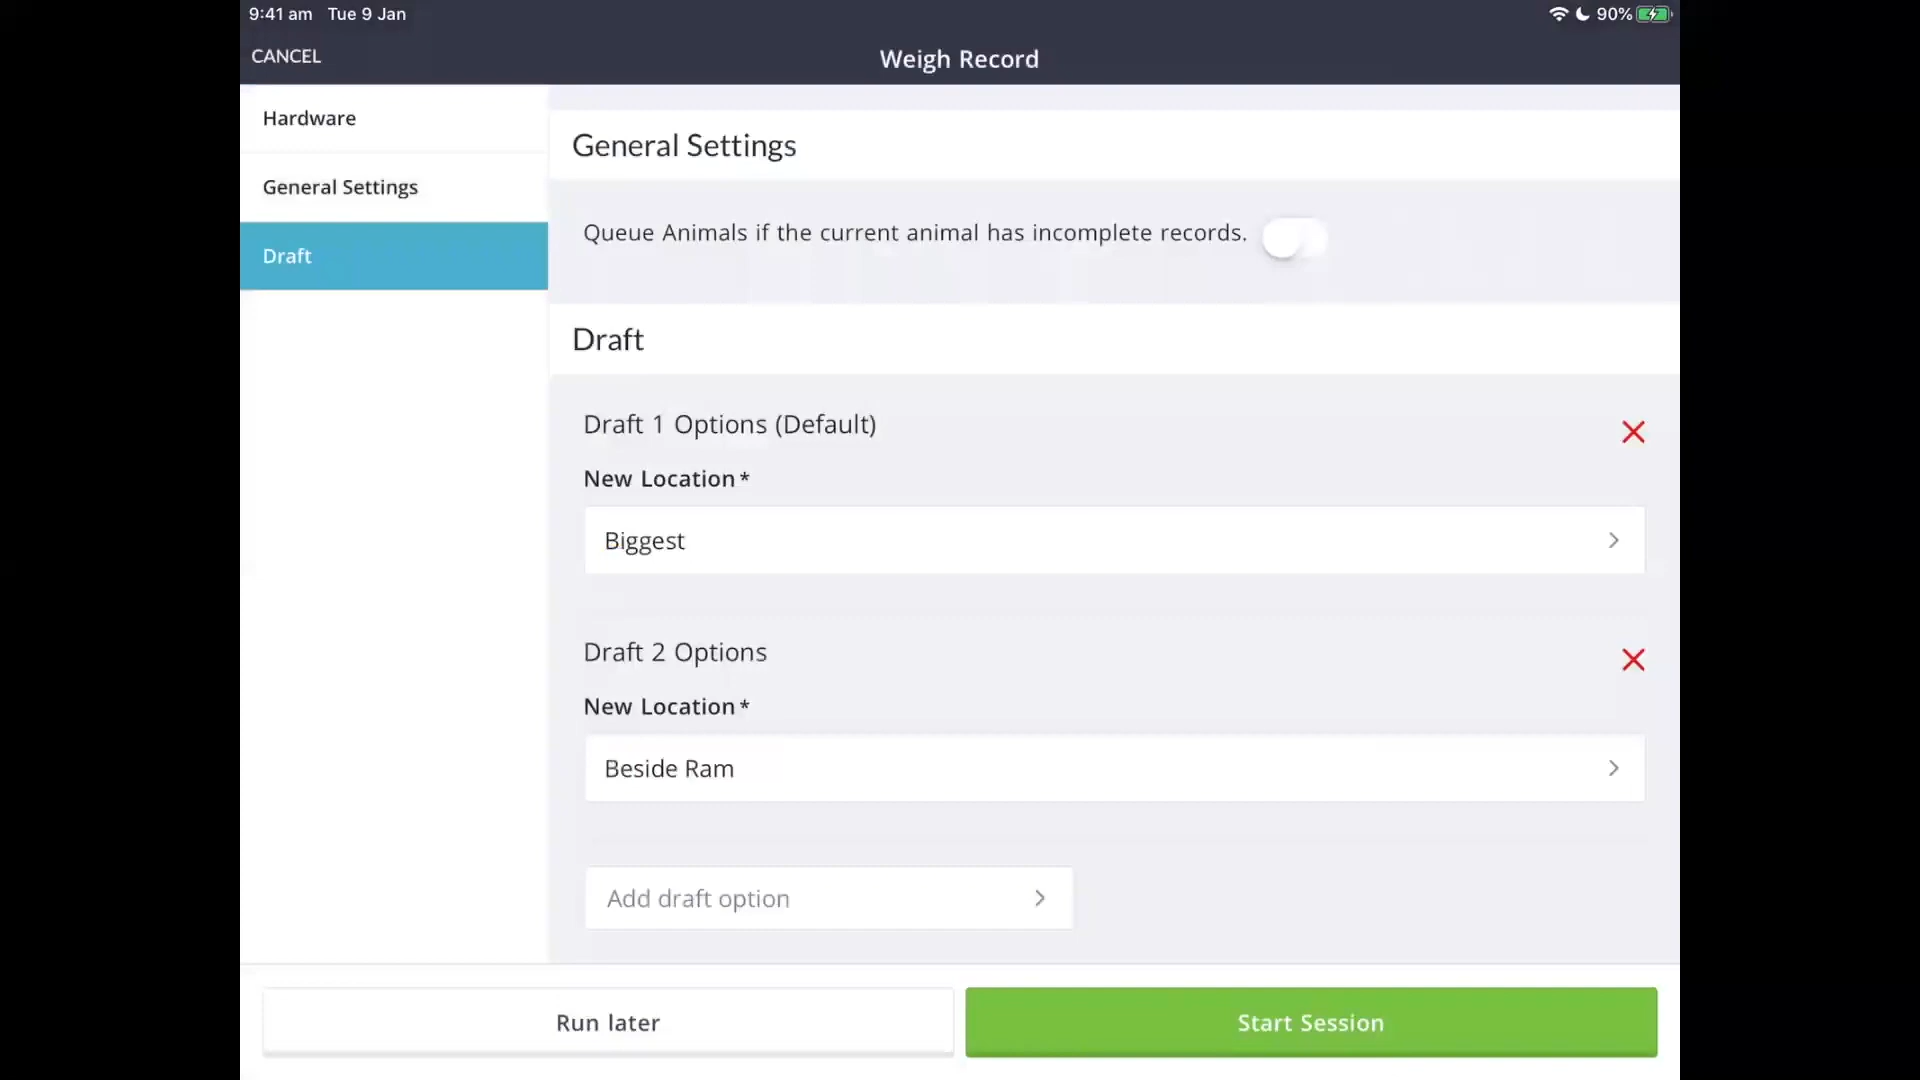 9:41 am Tue 9 Jan
90%
CANCEL
Weigh Record
Hardware
General Settings
Draft
General Settings
Queue Animals if the current animal has incomplete records.
Draft
Draft 1 Options (Default)
New Location*
Biggest
Draft 2 Options
New Location*
Beside Ram
Add draft option
Run later
Start Session